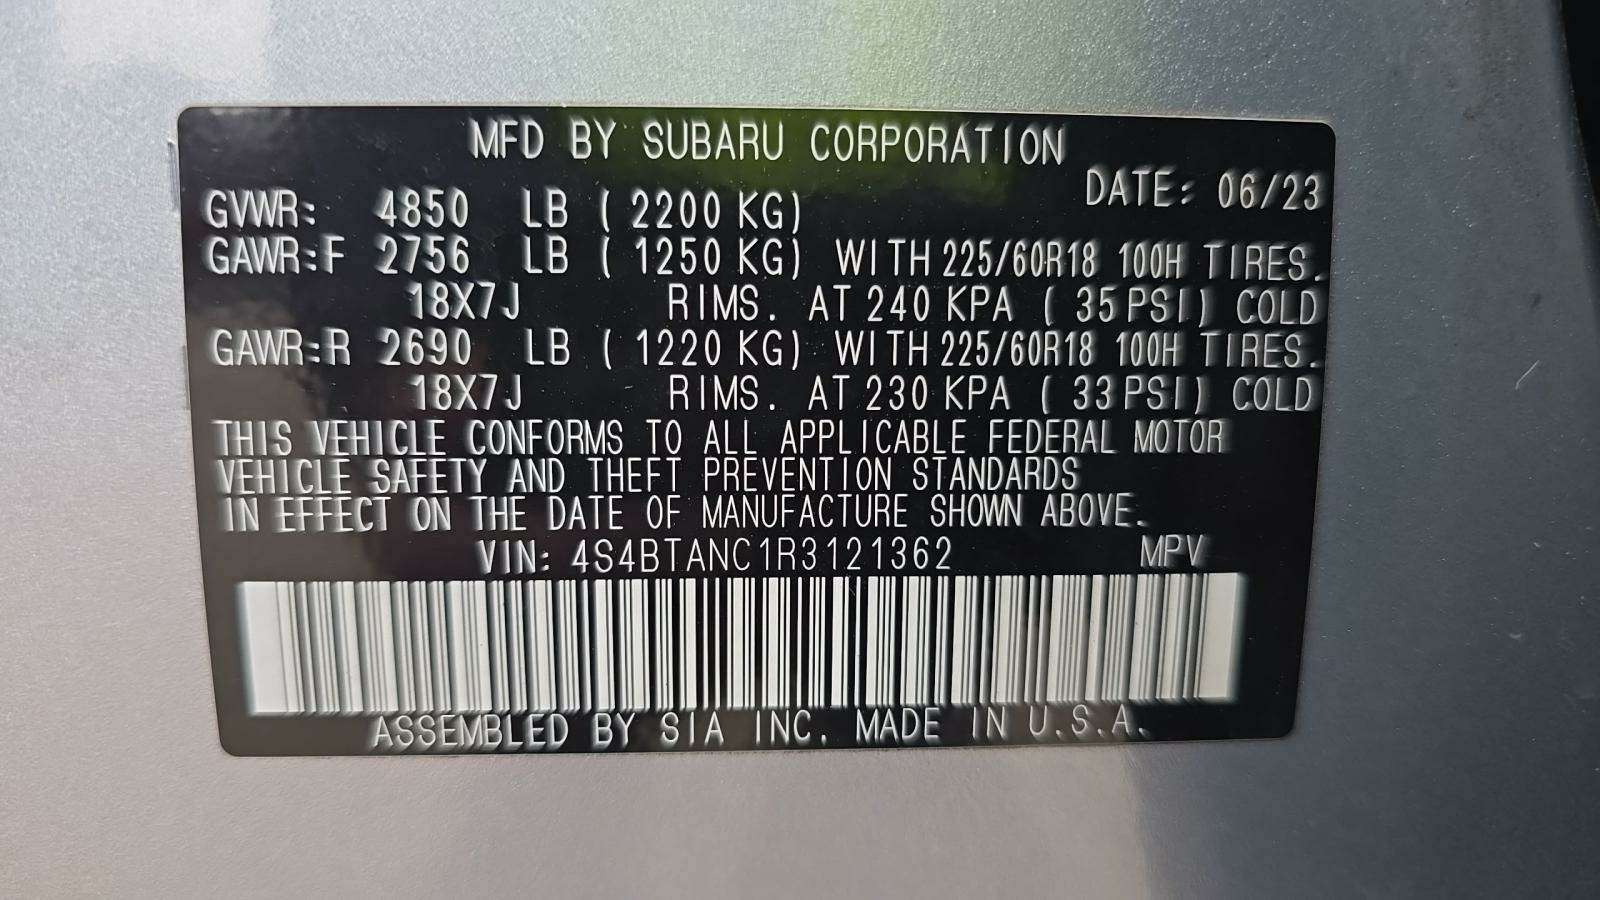 MFD BY SUBARU CORPORATION
DATE: 06/23
GVWR: 4850 LB ( 2200 KG)
GAWR:F 2756 LB ( 1250 KG) WITH 225/60R18 100H TIRES.
18X7J RIMS. AT 240 KPA ( 35 PSI) COLD
GAWR:R 2690 LB ( 1220 KG) WITH 225/60R18 100H TIRES.
18X7J RIMS. AT 230 KPA ( 33 PSI) COLD
THIS VEHICLE CONFORMS TO ALL APPLICABLE FEDERAL MOTOR
VEHICLE SAFETY AND THEFT PREVENTION STANDARDS
IN EFFECT ON THE DATE OF MANUFACTURE SHOWN ABOVE.
VIN: 4S4BTANC1R3121362 MPV
ASSEMBLED BY SIA INC. MADE IN U.S.A.